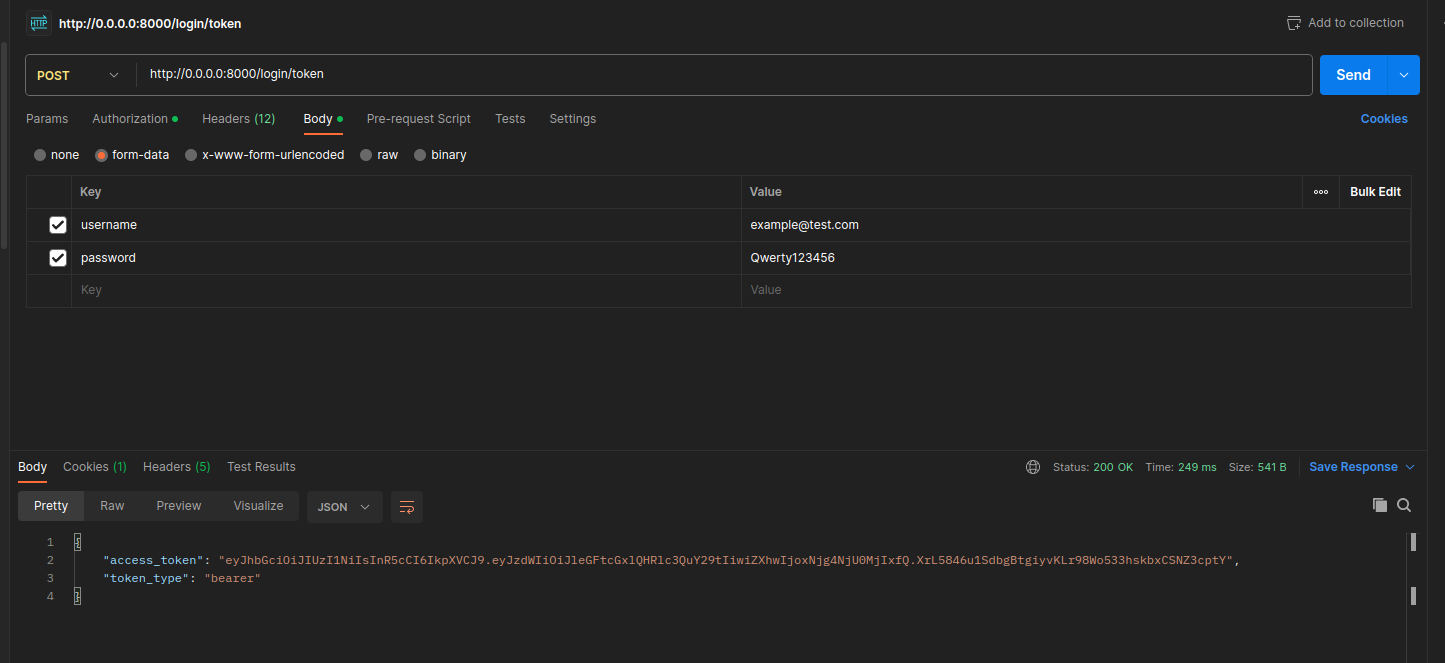 HTTP http://0.0.0.0:8000/login/token Add to collection
POST http://0.0.0.0:8000/login/token Send
Params Authorization Headers (12) Body Pre-request Script Tests Settings Cookies
none form-data x-www-form-urlencoded raw binary
Key Value Bulk Edit
username example@test.com
password Qwerty123456
Key Value
Body Cookies (1) Headers (5) Test Results Status: 200 OK Time: 249 ms Size: 541 B Save Response
Pretty Raw Preview Visualize JSON
1 {
2 "access_token": "eyJhbGciOiJIUzI1NiIsInR5cCI6IkpXVCJ9.eyJzdWIiOiJleGFtcGxlQHRlc3QuY29tIiwiZXhwIjoxNjg4NjU0MjIxfQ.XrL5846u1SdbgBtgiyvKLr98Wo533hskbxCSNZ3cptY",
3 "token_type": "bearer"
4 }